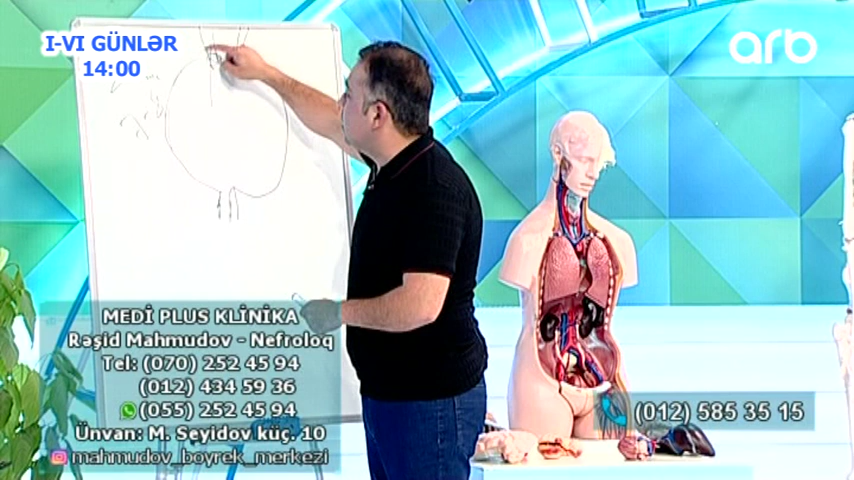 I-VI GÜNLƏR
14:00
arb
MEDİ PLUS KLİNİKA
Rəşid Mahmudov - Nefroloq
Tel: (070) 252 45 94
(012) 434 59 36
(055) 252 45 94
Ünvan: M. Seyidov küç. 10
mahmudov_boyrek_merkezi
(012) 585 35 15